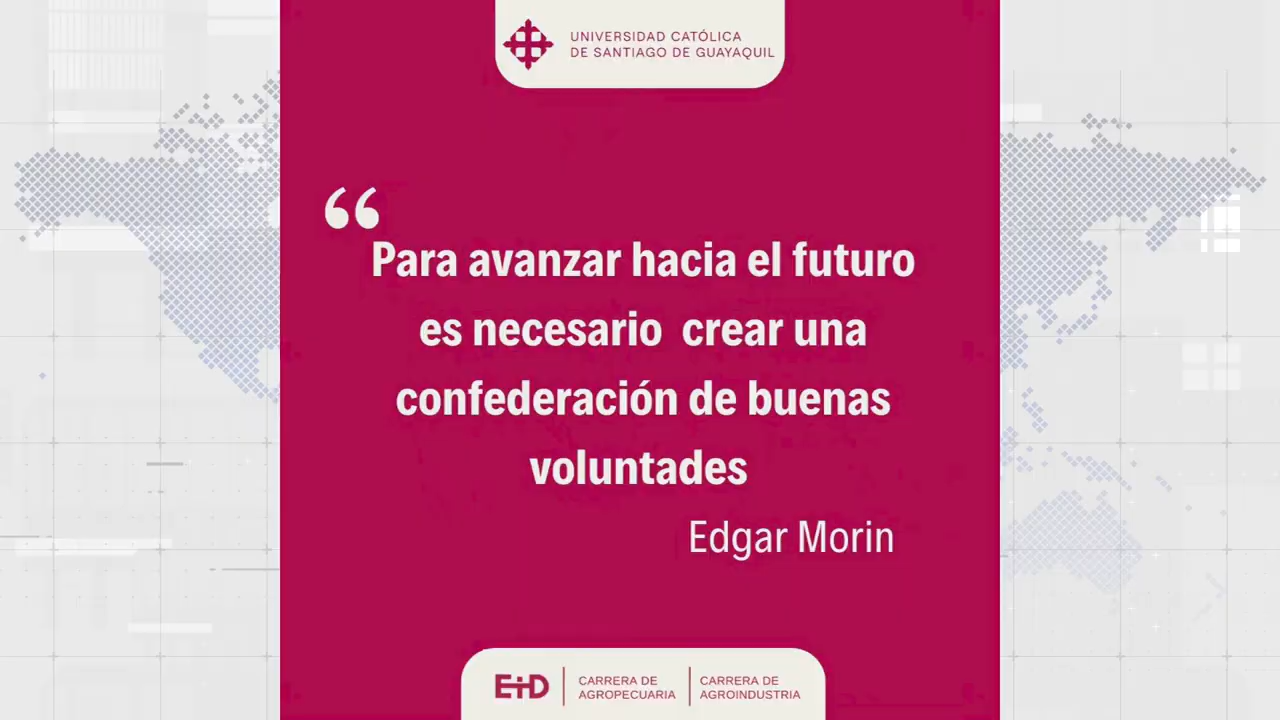 UNIVERSIDAD CATÓLICA
DE SANTIAGO DE GUAYAQUIL
“
Para avanzar hacia el futuro
es necesario crear una
confederación de buenas
voluntades
Edgar Morin
E+D
CARRERA DE
AGROPECUARIA
CARRERA DE
AGROINDUSTRIA